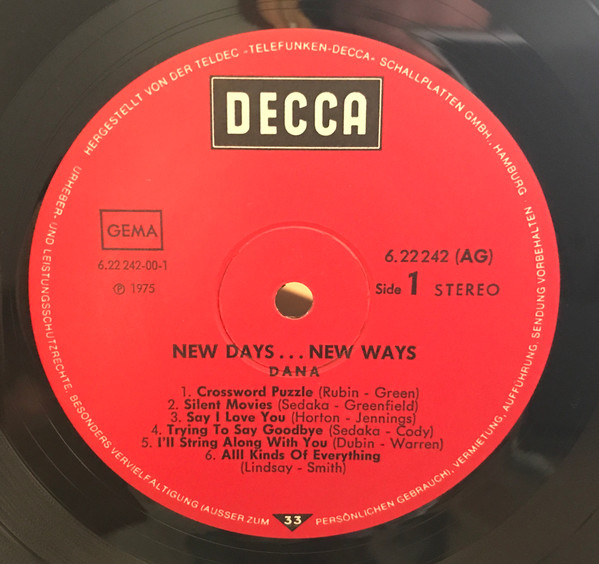 HERGESTELLT VON DER TELDEC »TELEFUNKEN-DECCA« SCHALLPLATTEN GMBH., HAMBURG
DECCA
GEMA
6.22 242-00-1
Ⓟ 1975
6.22242 (AG)
Side 1 STEREO
NEW DAYS... NEW WAYS
DANA
1. Crossword Puzzle (Rubin - Green)
2. Silent Movies (Sedaka - Greenfield)
3. Say I Love You (Horton - Jennings)
4. Trying To Say Goodbye (Sedaka - Cody)
5. I'll String Along With You (Dubin - Warren)
6. Alll Kinds Of Everything
(Lindsay - Smith)
URHEBER- UND LEISTUNGSSCHUTZRECHTE, BESONDERS VERVIELFÄLTIGUNG (AUSSER ZUM
33
PERSÖNLICHEN GEBRAUCH), VERMIETUNG, AUFFÜHRUNG, SENDUNG VORBEHALTEN